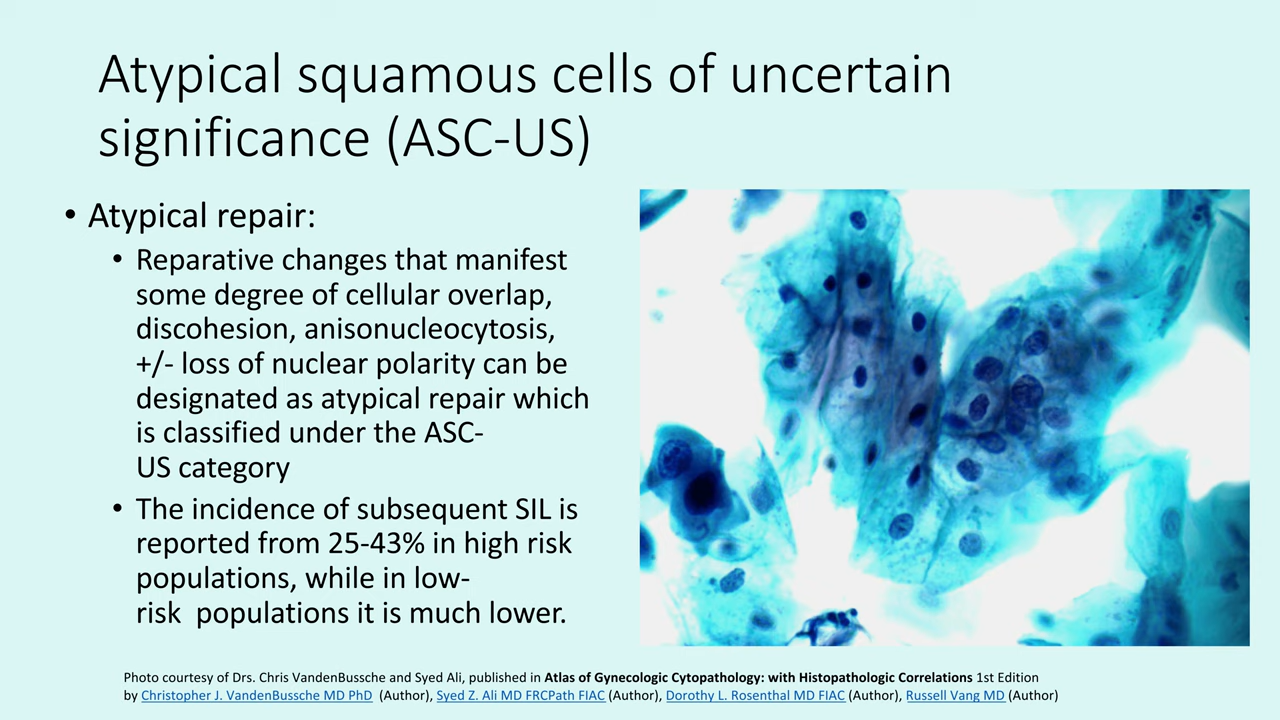 Atypical squamous cells of uncertain
significance (ASC-US)
• Atypical repair:
• Reparative changes that manifest
some degree of cellular overlap,
discohesion, anisonucleocytosis,
+/- loss of nuclear polarity can be
designated as atypical repair which
is classified under the ASC-
US category
• The incidence of subsequent SIL is
reported from 25-43% in high risk
populations, while in low-
risk  populations it is much lower.
Photo courtesy of Drs. Chris VandenBussche and Syed Ali, published in Atlas of Gynecologic Cytopathology: with Histopathologic Correlations 1st Edition
by Christopher J. VandenBussche MD PhD  (Author), Syed Z. Ali MD FRCPath FIAC (Author), Dorothy L. Rosenthal MD FIAC (Author), Russell Vang MD (Author)